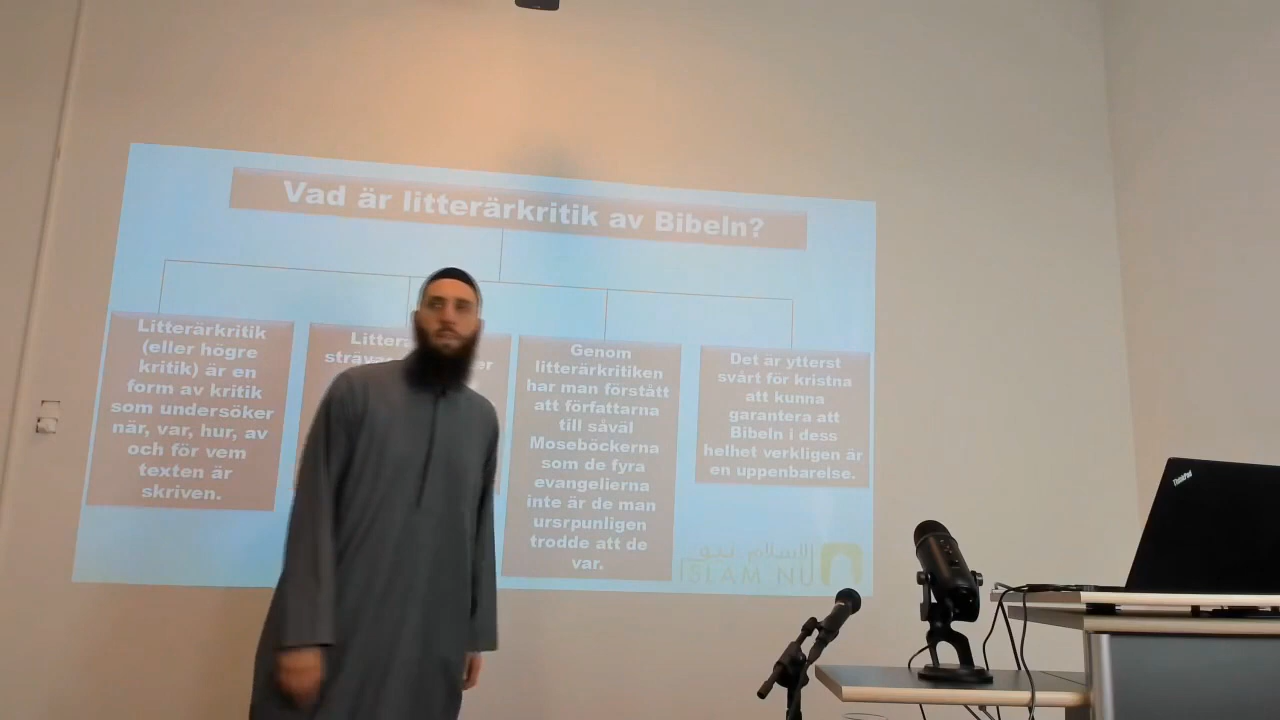 Vad är litterärkritik av Bibeln?
Litterärkritik
(eller högre
kritik) är en
form av kritik
som undersöker
när, var, hur, av
och för vem
texten är
skriven.
Genom
litterärkritiken
har man förstått
att författarna
till såväl
Moseböckerna
som de fyra
evangelierna
inte är de man
ursrpunligen
trodde att de
var.
Det är ytterst
svårt för kristna
att kunna
garantera att
Bibeln i dess
helhet verkligen är
en uppenbarelse.
ISLAM NU
ThinkPad